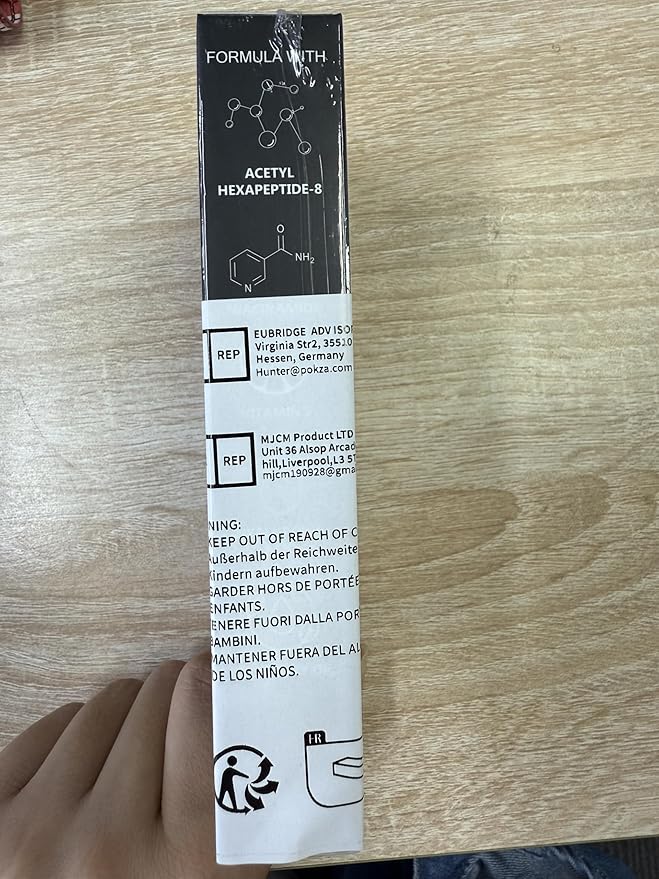 FORMULA WITH
ACETYL
HEXAPEPTIDE-8
O
NH2
N
REP
EUBRIDGE ADVISOR
Virginia Str2, 35510
Hessen, Germany
Hunter@pokza.com
REP
MJCM Product LTD
Unit 36 Alsop Arcad
hill,Liverpool,L3 5T
mjcm190928@gma
NING:
KEEP OUT OF REACH OF C
Außerhalb der Reichweite
Kindern aufbewahren.
GARDER HORS DE PORTÉE
ENFANTS.
TENERE FUORI DALLA POR
BAMBINI.
MANTENER FUERA DEL AL
DE LOS NIÑOS.
FR